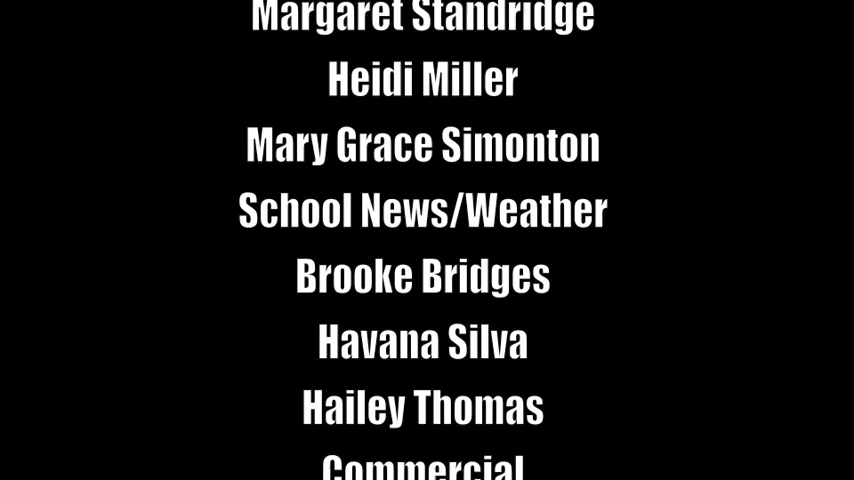 Margaret Standridge
Heidi Miller
Mary Grace Simonton
School News/Weather
Brooke Bridges
Havana Silva
Hailey Thomas
Commercial